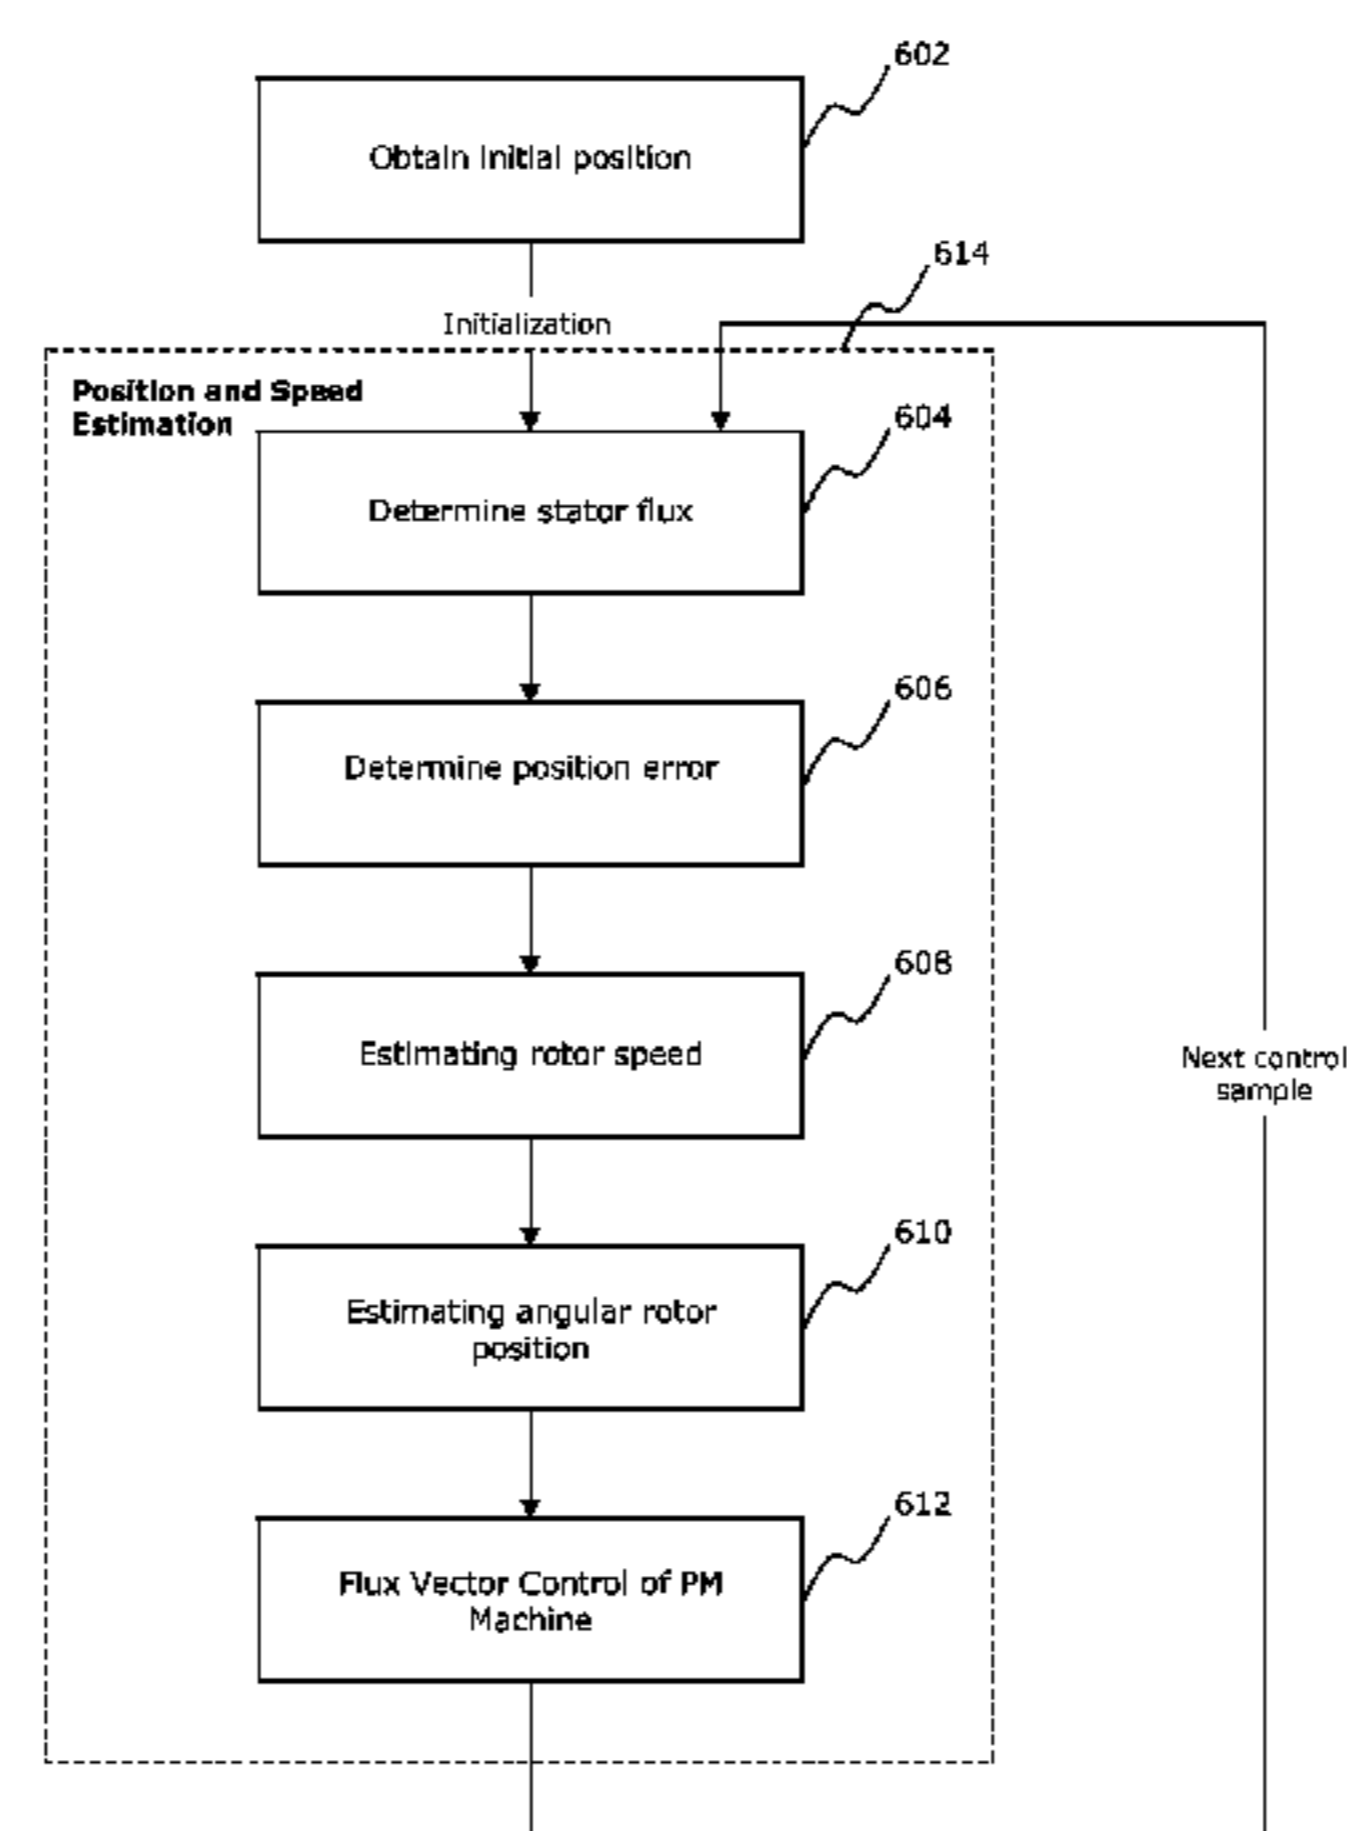 602
Obtain initial position
614
Initialization
Position and Speed
Estimation
604
Determine stator flux
606
Determine position error
608
Estimating rotor speed
Next control
sample
610
Estimating angular rotor
position
612
Flux Vector Control of PM
Machine